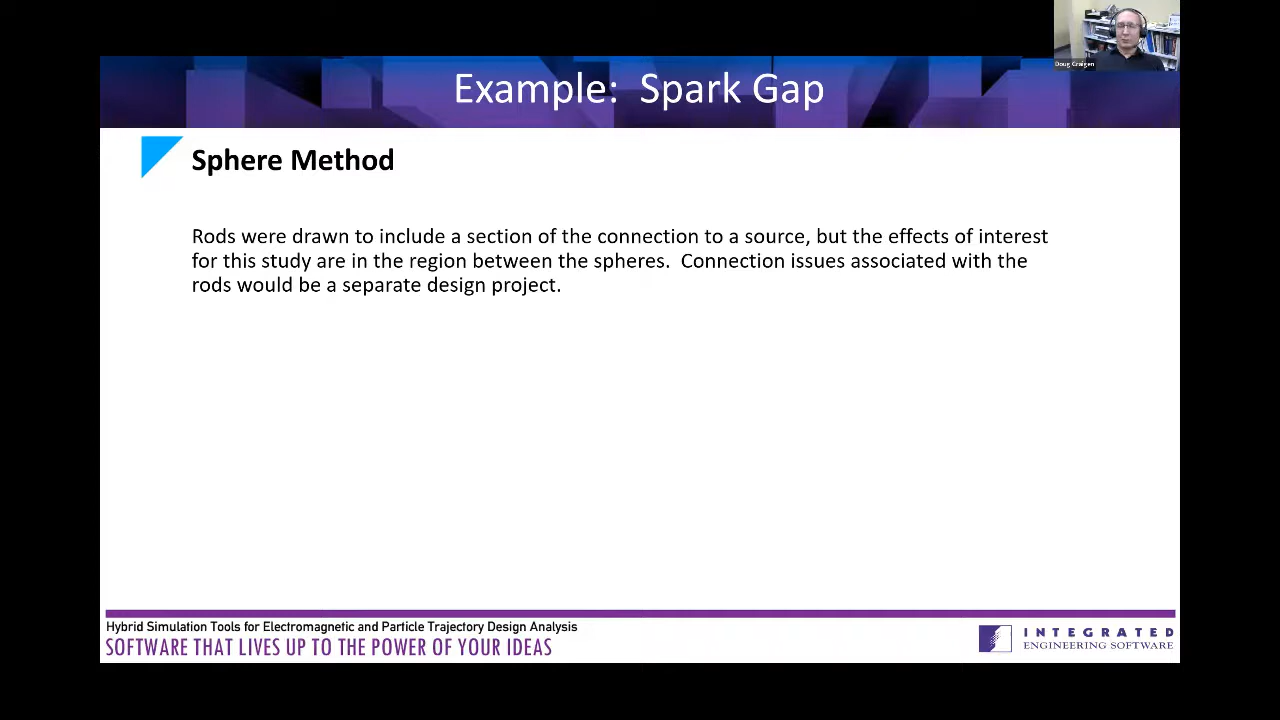 Doug Craigen
Example: Spark Gap
Sphere Method
Rods were drawn to include a section of the connection to a source, but the effects of interest
for this study are in the region between the spheres. Connection issues associated with the
rods would be a separate design project.
Hybrid Simulation Tools for Electromagnetic and Particle Trajectory Design Analysis
SOFTWARE THAT LIVES UP TO THE POWER OF YOUR IDEAS
INTEGRATED
ENGINEERING SOFTWARE